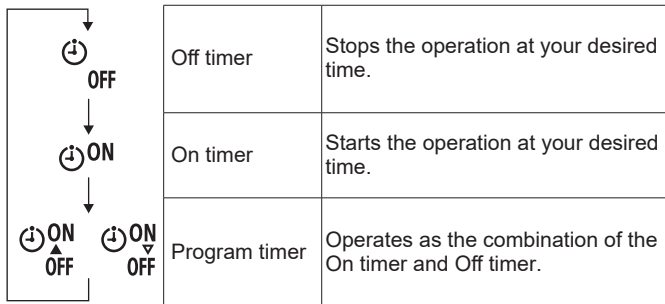 OFF
Off timer
Stops the operation at your desired
time.
ON
On timer
Starts the operation at your desired
time.
ON ON
OFF OFF
Program timer
Operates as the combination of the
On timer and Off timer.